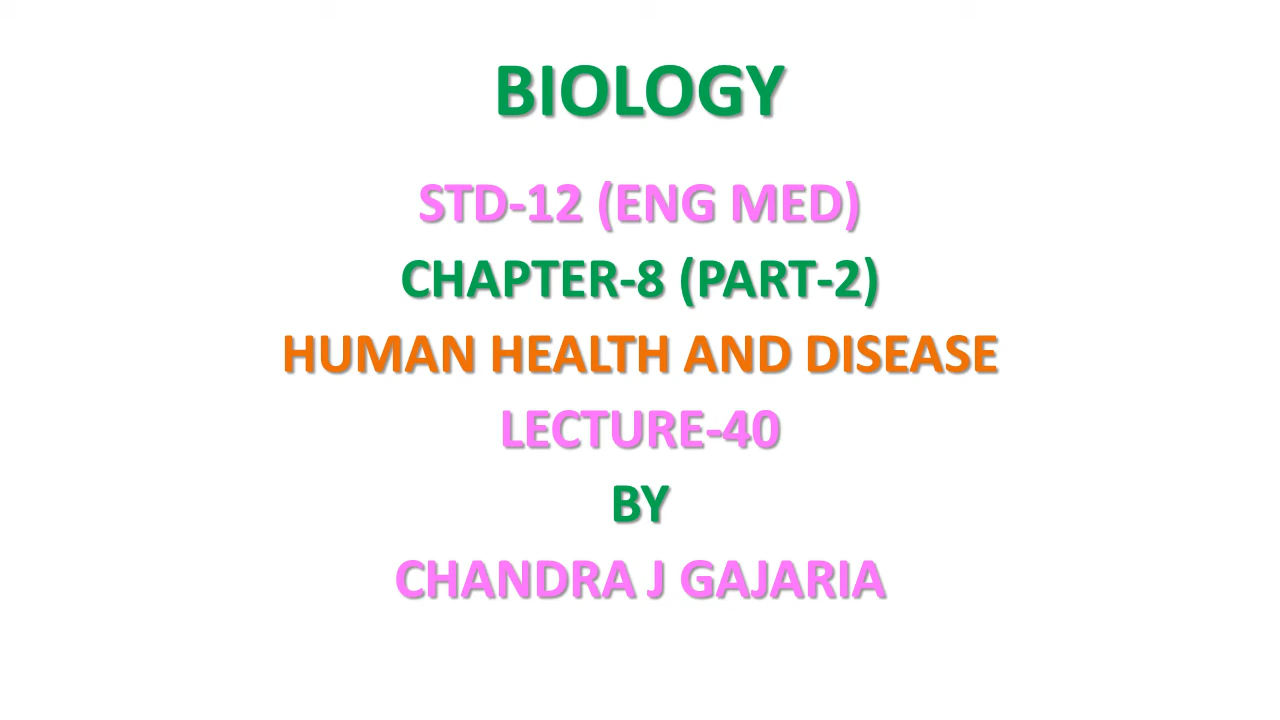 BIOLOGY
STD-12 (ENG MED)
CHAPTER-8 (PART-2)
HUMAN HEALTH AND DISEASE
LECTURE-40
BY
CHANDRA J GAJARIA